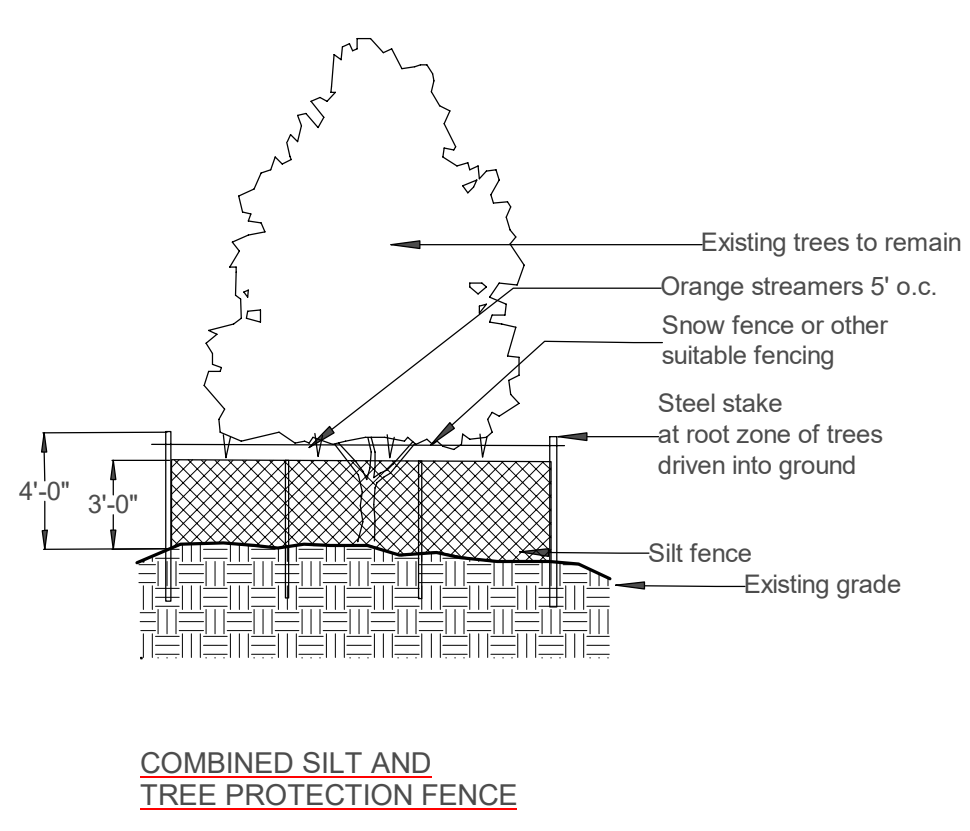 Existing trees to remain
Orange streamers 5' o.c.
Snow fence or other
suitable fencing
Steel stake
at root zone of trees
driven into ground
4'-0"
3'-0"
Silt fence
Existing grade
COMBINED SILT AND
TREE PROTECTION FENCE